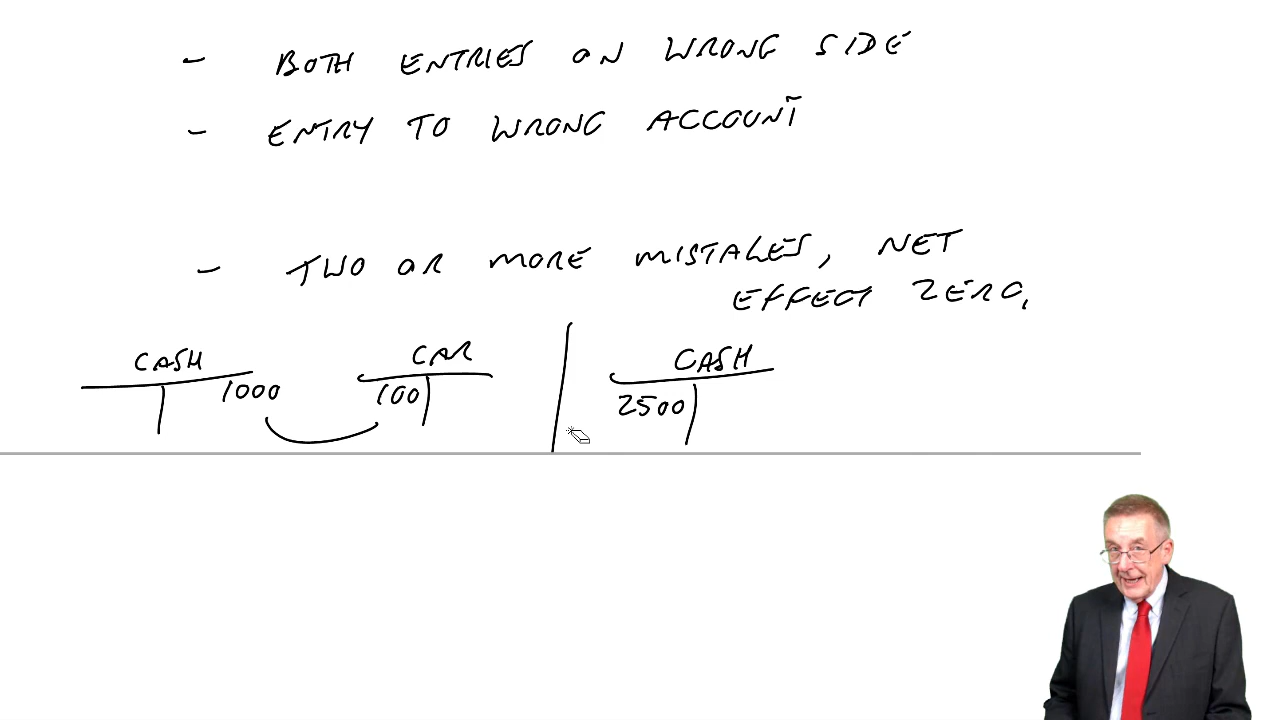 - BOTH ENTRIES ON WRONG SIDE
- ENTRY TO WRONG ACCOUNT
- TWO OR MORE MISTAKES, NET
EFFECT ZERO.
CASH CAR CASH
1000 100 2500